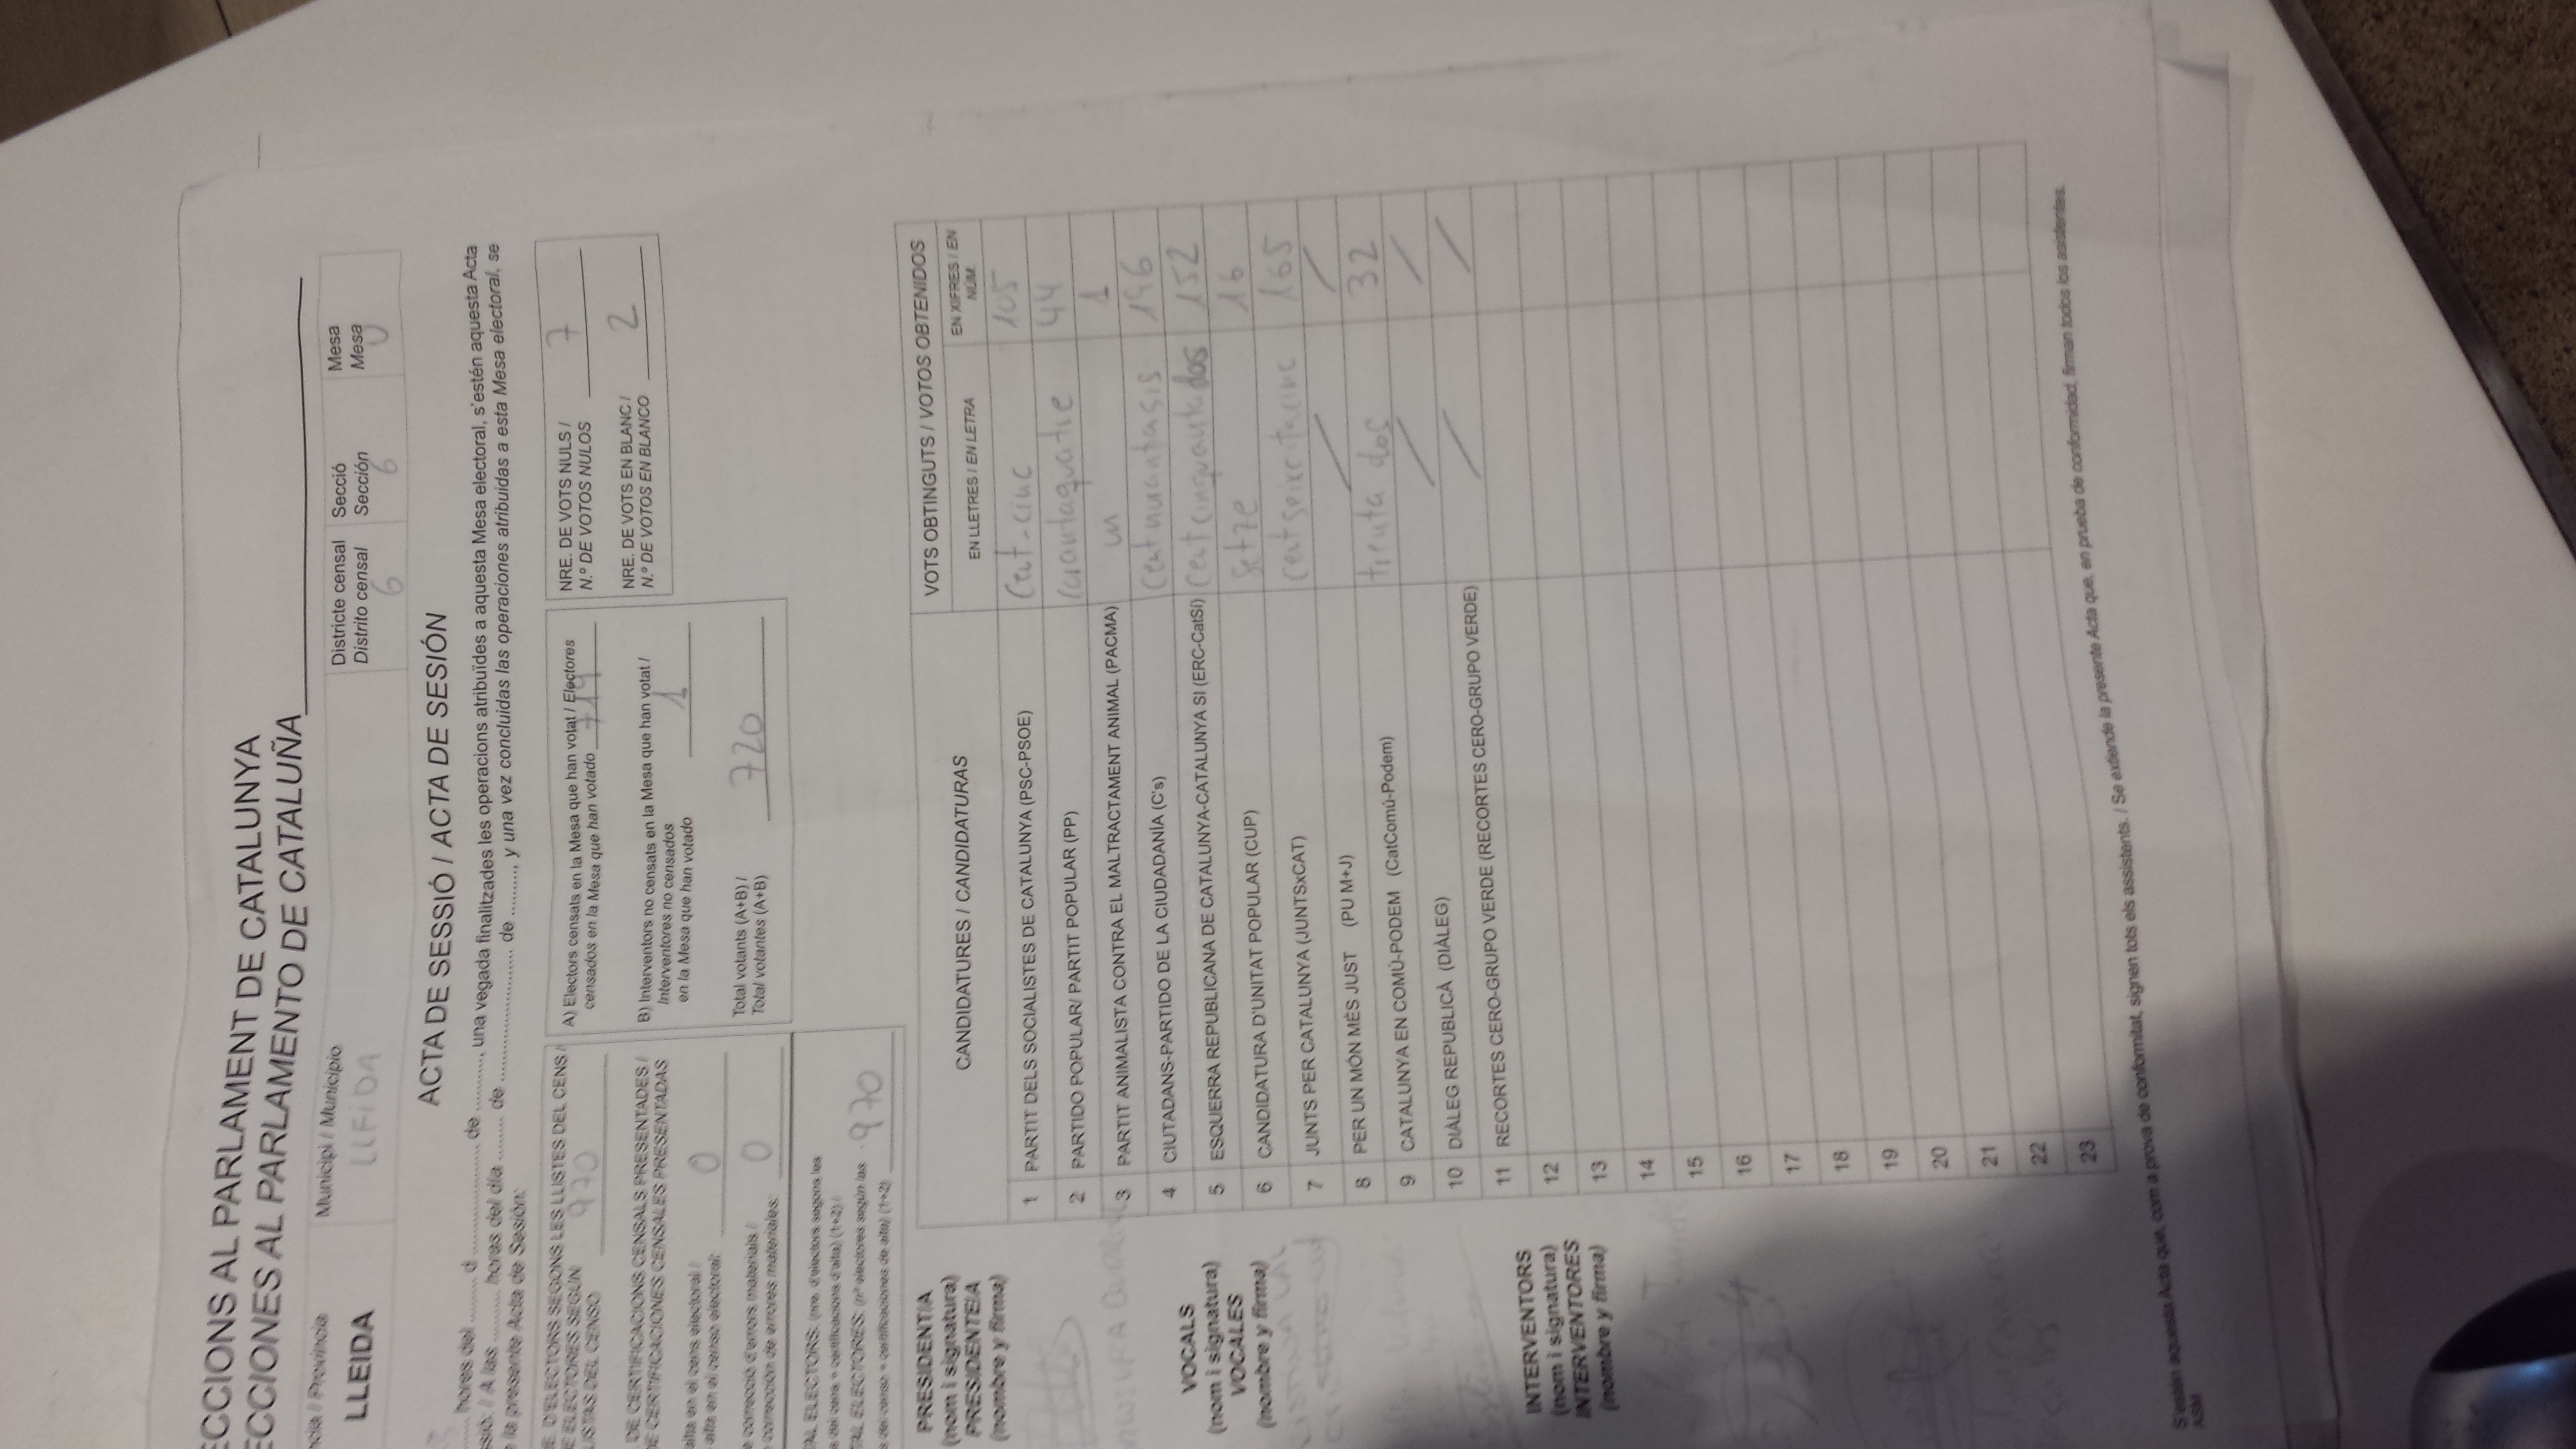 ECCIONS AL PARLAMENT DE CATALUNYA
ECCIONES AL PARLAMENTO DE CATALUÑA
ncia / Provincia
LLEIDA
Municipi / Municipio
LLEIDA
Districte censal
Distrito censal
6
Secció
Sección
6
Mesa
Mesa
U
ACTA DE SESSIÓ / ACTA DE SESIÓN
hores del ........ d .................... de .........., una vegada finalitzades les operacions atribuïdes a aquesta Mesa electoral, s'estén aquesta Acta
ssió: / A las ......... horas del día ........ de ......................... de ........., y una vez concluidas las operaciones atribuidas a esta Mesa electoral, se
la presente Acta de Sesión:
E. D'ELECTORS SEGONS LES LLISTES DEL CENS /
E ELECTORES SEGÚN
LISTAS DEL CENSO 970
DE CERTIFICACIONS CENSALS PRESENTADES /
DE CERTIFICACIONES CENSALES PRESENTADAS
alta en el cens electoral /
alta en el censo electoral: 0
e correcció d'errors materials /
corrección de errores materiales: 0
TAL ELECTORS: (nre. d'electors segons les
s del cens + certificacions d'alta) (1+2) /
TAL ELECTORES: (nº electores según las
s del censo + certificaciones de alta) (1+2) 970
A) Electors censats en la Mesa que han votat / Electores
censados en la Mesa que han votado 719
B) Interventors no censats en la Mesa que han votat /
Interventores no censados
en la Mesa que han votado 1
Total votants (A+B) /
Total votantes (A+B) 720
NRE. DE VOTS NULS /
N.º DE VOTOS NULOS 7
NRE. DE VOTS EN BLANC /
N.º DE VOTOS EN BLANCO 2
PRESIDENT/A
(nom i signatura)
PRESIDENTE/A
(nombre y firma)
VOCALS
(nom i signatura)
VOCALES
(nombre y firma)
INTERVENTORS
(nom i signatura)
INTERVENTORES
(nombre y firma)
CANDIDATURES / CANDIDATURAS
VOTS OBTINGUTS / VOTOS OBTENIDOS
EN LLETRES / EN LETRA
EN XIFRES / EN
NÚM.
1 PARTIT DELS SOCIALISTES DE CATALUNYA (PSC-PSOE) Cent-cinc 105
2 PARTIDO POPULAR/ PARTIT POPULAR (PP) 44
3 PARTIT ANIMALISTA CONTRA EL MALTRACTAMENT ANIMAL (PACMA) un 1
4 CIUTADANS-PARTIDO DE LA CIUDADANÍA (C's) cent nuantasis 196
5 ESQUERRA REPUBLICANA DE CATALUNYA-CATALUNYA SI (ERC-CatSí) cent cinquanta dos 152
6 CANDIDATURA D'UNITAT POPULAR (CUP) setze 16
7 JUNTS PER CATALUNYA (JUNTSxCAT) 165
8 PER UN MÓN MÉS JUST (PU M+J) / /
9 CATALUNYA EN COMÚ-PODEM (CatComú-Podem) trenta dos 32
10 DIÀLEG REPUBLICÀ (DIÀLEG) / /
11 RECORTES CERO-GRUPO VERDE (RECORTES CERO-GRUPO VERDE) / /
12
13
14
15
16
17
18
19
20
21
22
23
S'estén aquesta Acta que, com a prova de conformitat, signen tots els assistents. / Se extiende la presente Acta que, en prueba de conformidad, firman todos los asistentes.
ASM